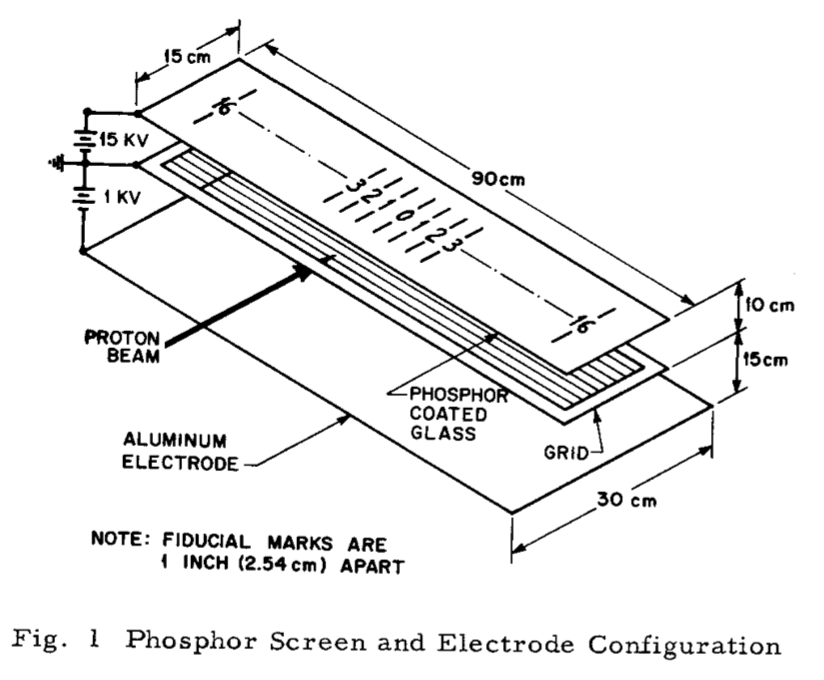 15 cm
16
15 KV
3 2 1 0 1 2 3
90cm
1 KV
16
10 cm
15cm
PROTON
BEAM
PHOSPHOR
COATED
GLASS
ALUMINUM
ELECTRODE
GRID
30 cm
NOTE: FIDUCIAL MARKS ARE
1 INCH (2.54 cm) APART
Fig. 1 Phosphor Screen and Electrode Configuration